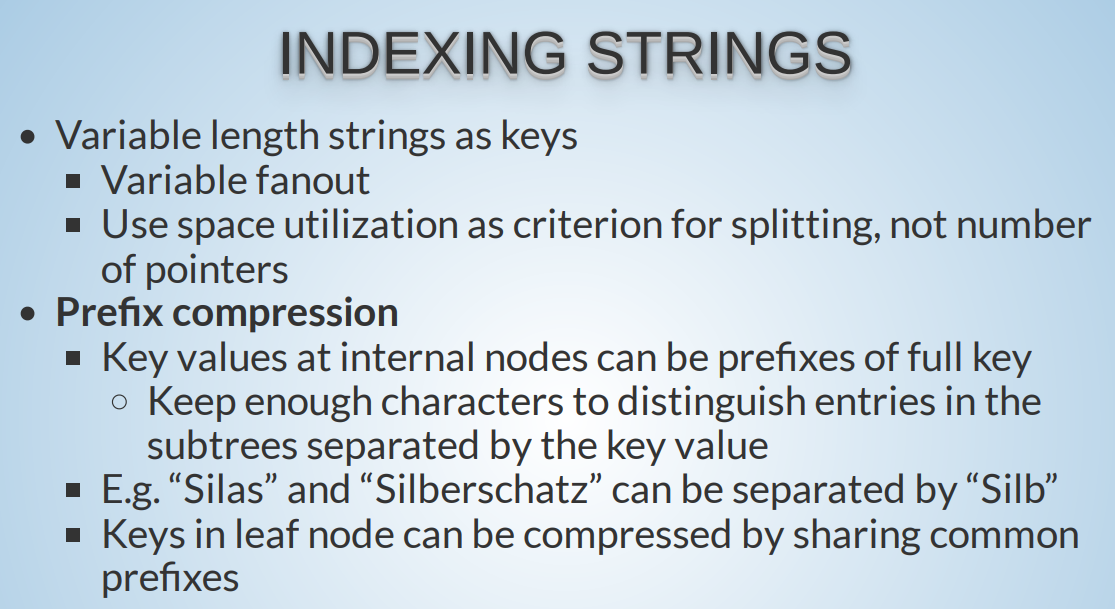 INDEXING STRINGS
• Variable length strings as keys
▪ Variable fanout
▪ Use space utilization as criterion for splitting, not number
of pointers
• Prefix compression
▪ Key values at internal nodes can be prefixes of full key
○ Keep enough characters to distinguish entries in the
subtrees separated by the key value
▪ E.g. “Silas” and “Silberschatz” can be separated by “Silb”
▪ Keys in leaf node can be compressed by sharing common
prefixes